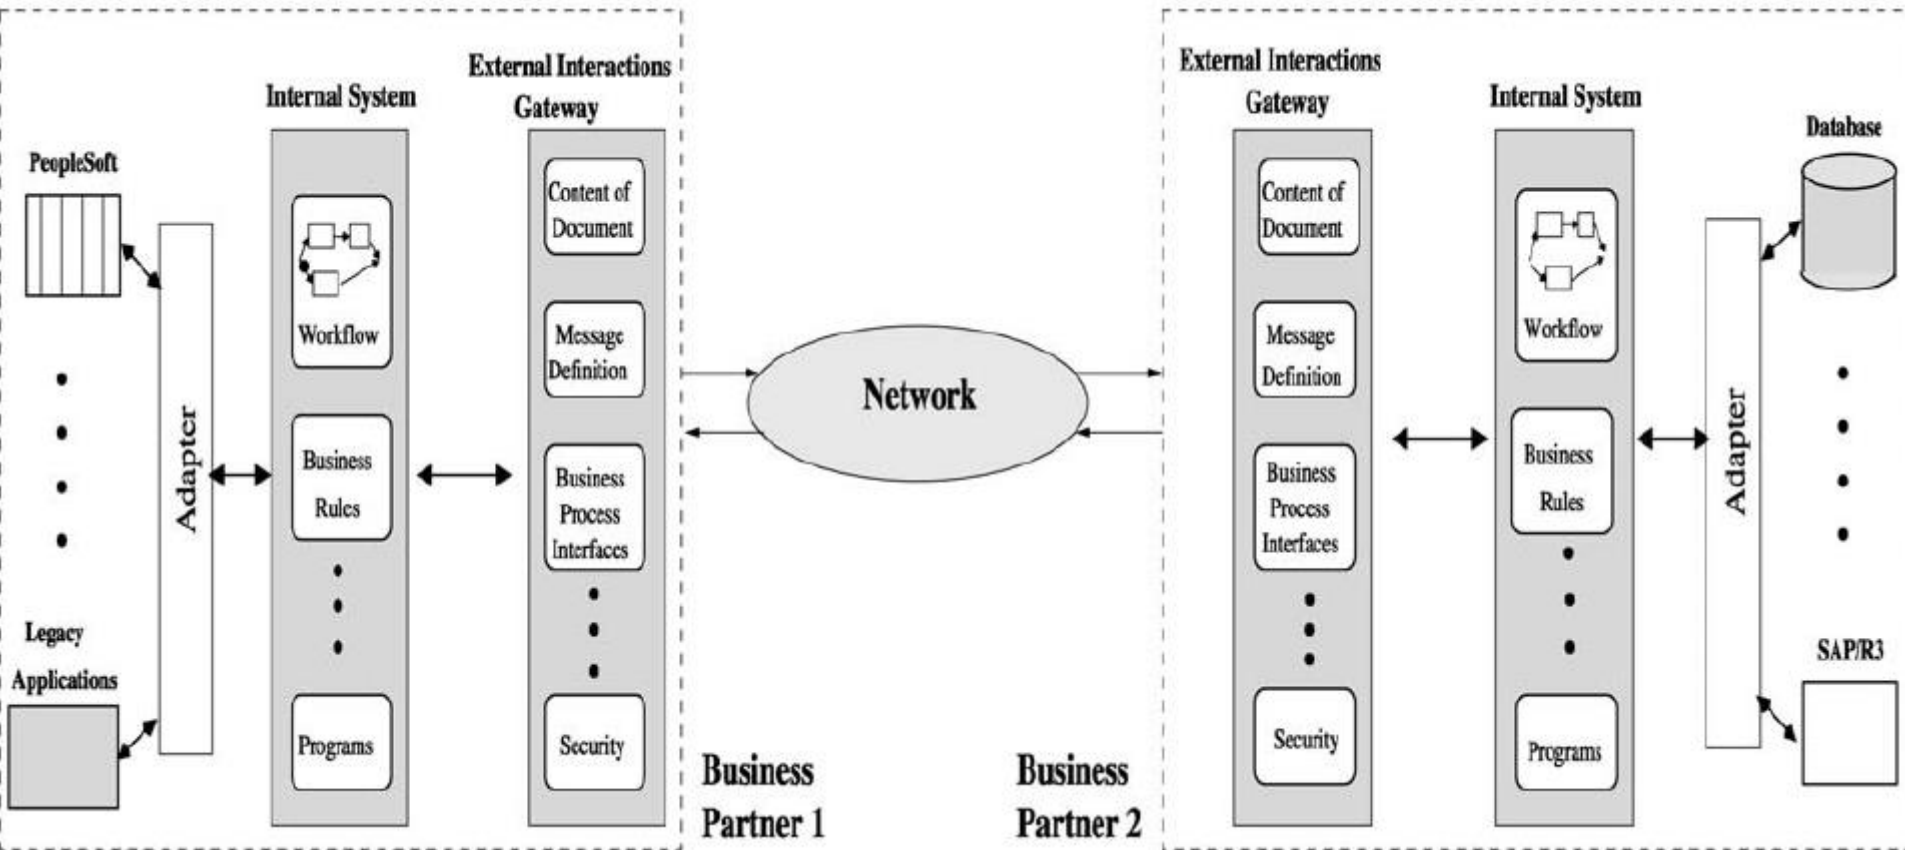 External Interactions
Gateway
Internal System
PeopleSoft
Content of
Document
Workflow
Message
Definition
Adapter
Business
Rules
Business
Process
Interfaces
Legacy
Applications
Programs
Security
Business
Partner 1
Network
Business
Partner 2
External Interactions
Gateway
Internal System
Database
Content of
Document
Workflow
Message
Definition
Adapter
Business
Rules
Business
Process
Interfaces
SAP/R3
Security
Programs